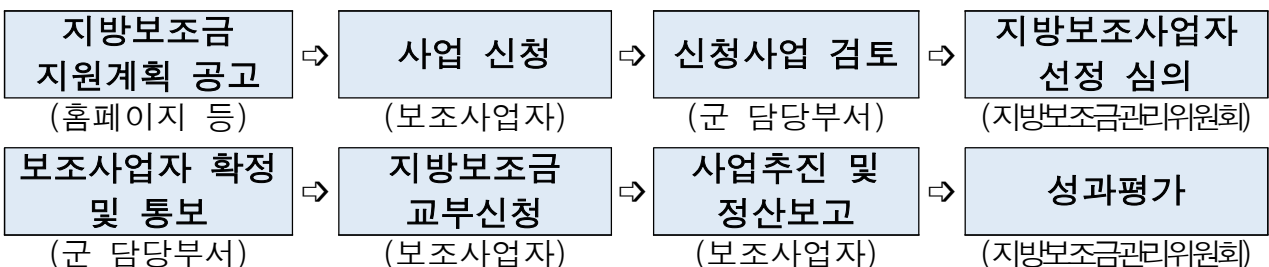 지방보조금
지원계획 공고
⇨
사업 신청
⇨
신청사업 검토
⇨
지방보조사업자
선정 심의
(홈페이지 등)
(보조사업자)
(군 담당부서)
(지방보조금관리위원회)
보조사업자 확정
및 통보
⇨
지방보조금
교부신청
⇨
사업추진 및
정산보고
⇨
성과평가
(군 담당부서)
(보조사업자)
(보조사업자)
(지방보조금관리위원회)